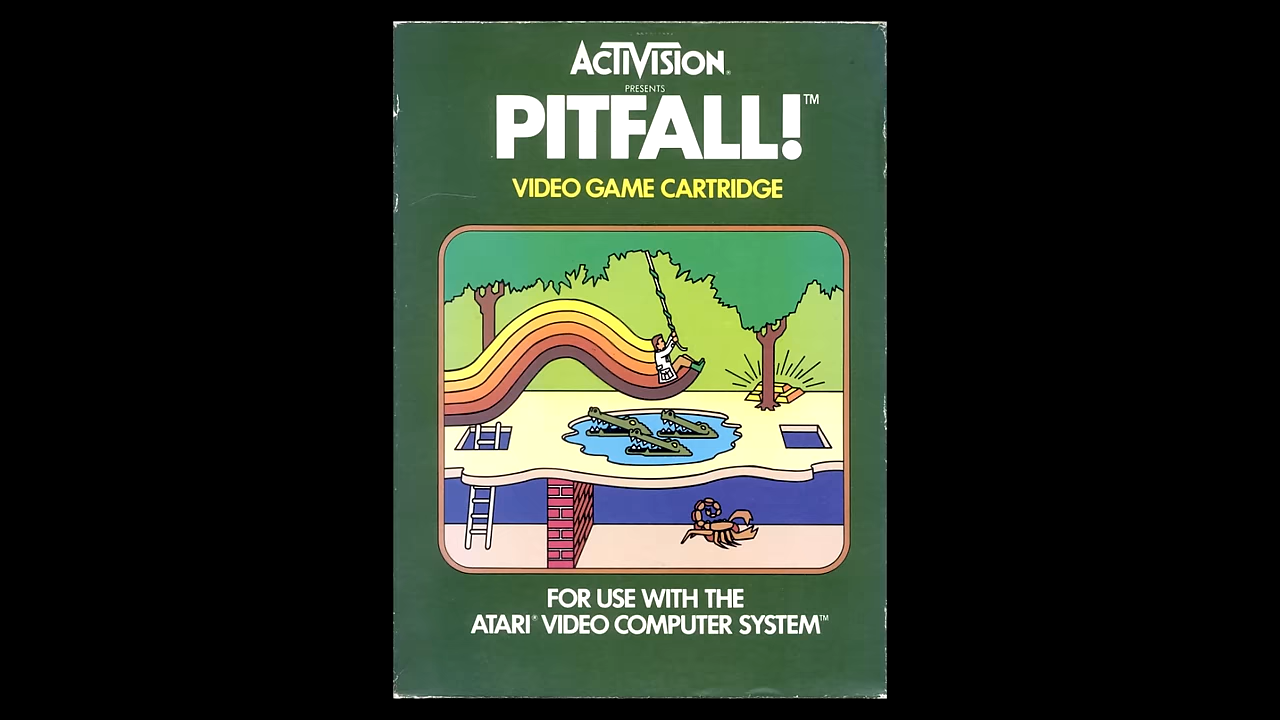 ACTIVISION®
PRESENTS
PITFALL!™
VIDEO GAME CARTRIDGE
FOR USE WITH THE
ATARI® VIDEO COMPUTER SYSTEM™